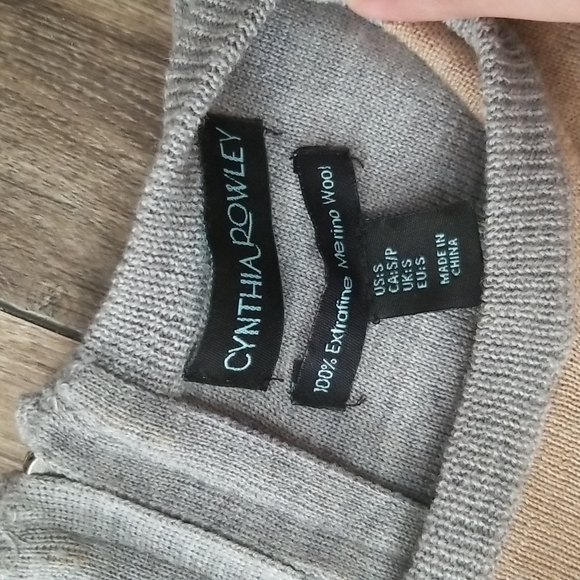 CYNTHIA ROWLEY
100% Extrafine Merino Wool
US:S
CA:S/P
UK:S
EU:S
MADE IN
CHINA